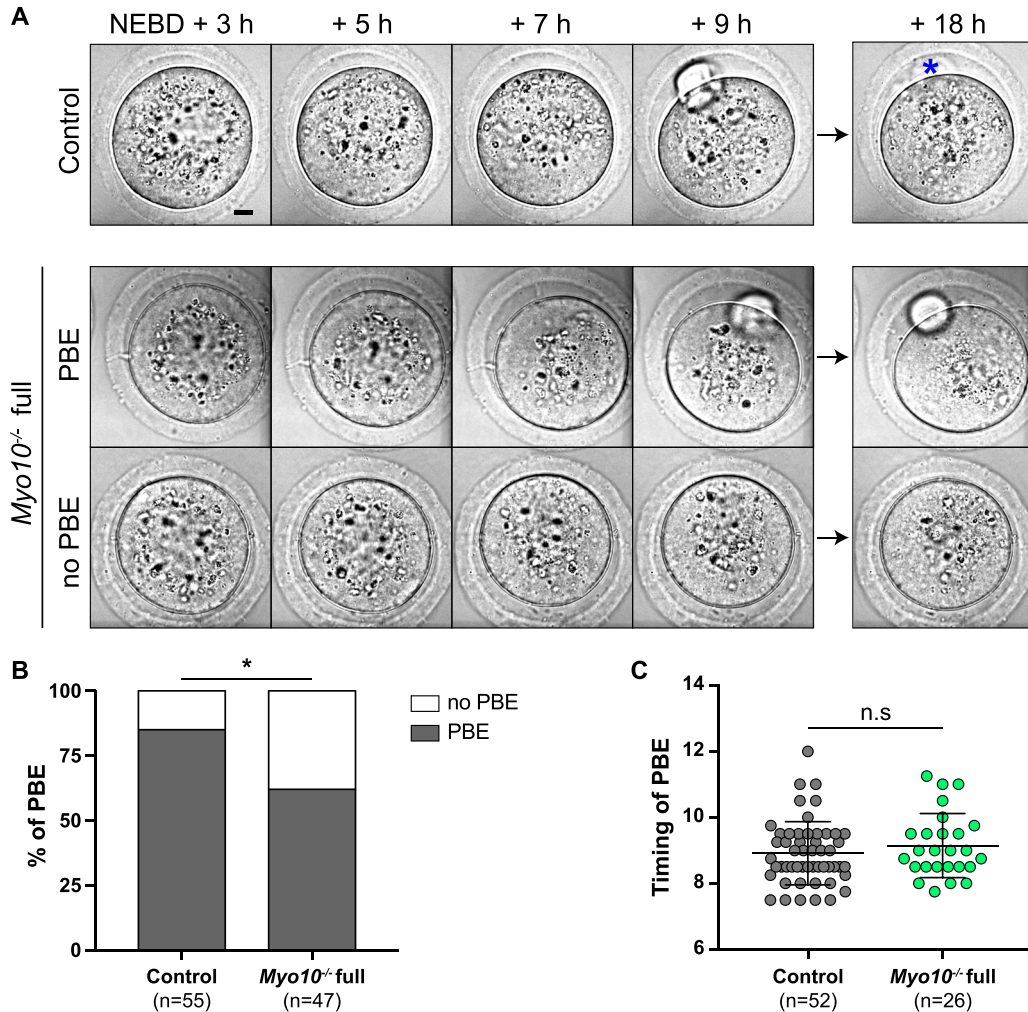 A
NEBD + 3 h
+ 5 h
+ 7 h
+ 9 h
+ 18 h
Control
*
Myo10-/- full
PBE
no PBE
B
*
100
75
50
25
0
% of PBE
no PBE
PBE
Control
(n=55)
Myo10-/- full
(n=47)
C
n.s
14
12
10
8
6
Timing of PBE
Control
(n=52)
Myo10-/- full
(n=26)